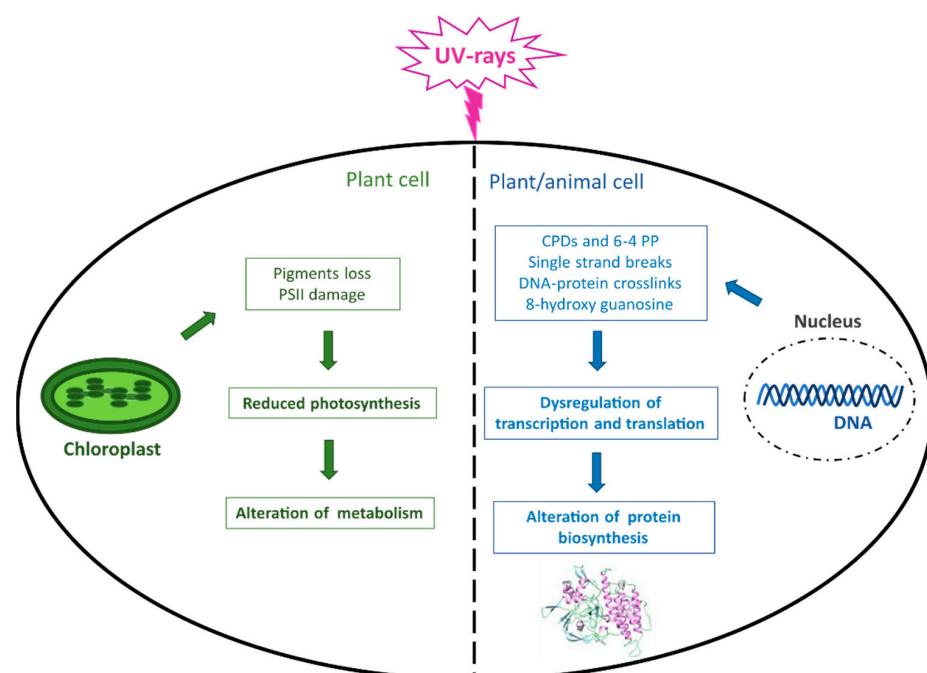 UV-rays
Plant cell
Plant/animal cell
Pigments loss
PSII damage
CPDs and 6-4 PP
Single strand breaks
DNA-protein crosslinks
8-hydroxy guanosine
Nucleus
DNA
Chloroplast
Reduced photosynthesis
Dysregulation of
transcription and translation
Alteration of metabolism
Alteration of protein
biosynthesis